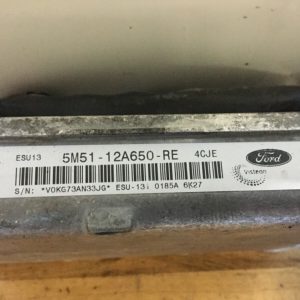 ESU13 5M51-12A650-RE 4CJE
Ford
Visteon
S/N: *V0KG73AN33JG* ESU-13i 0185A 6K27